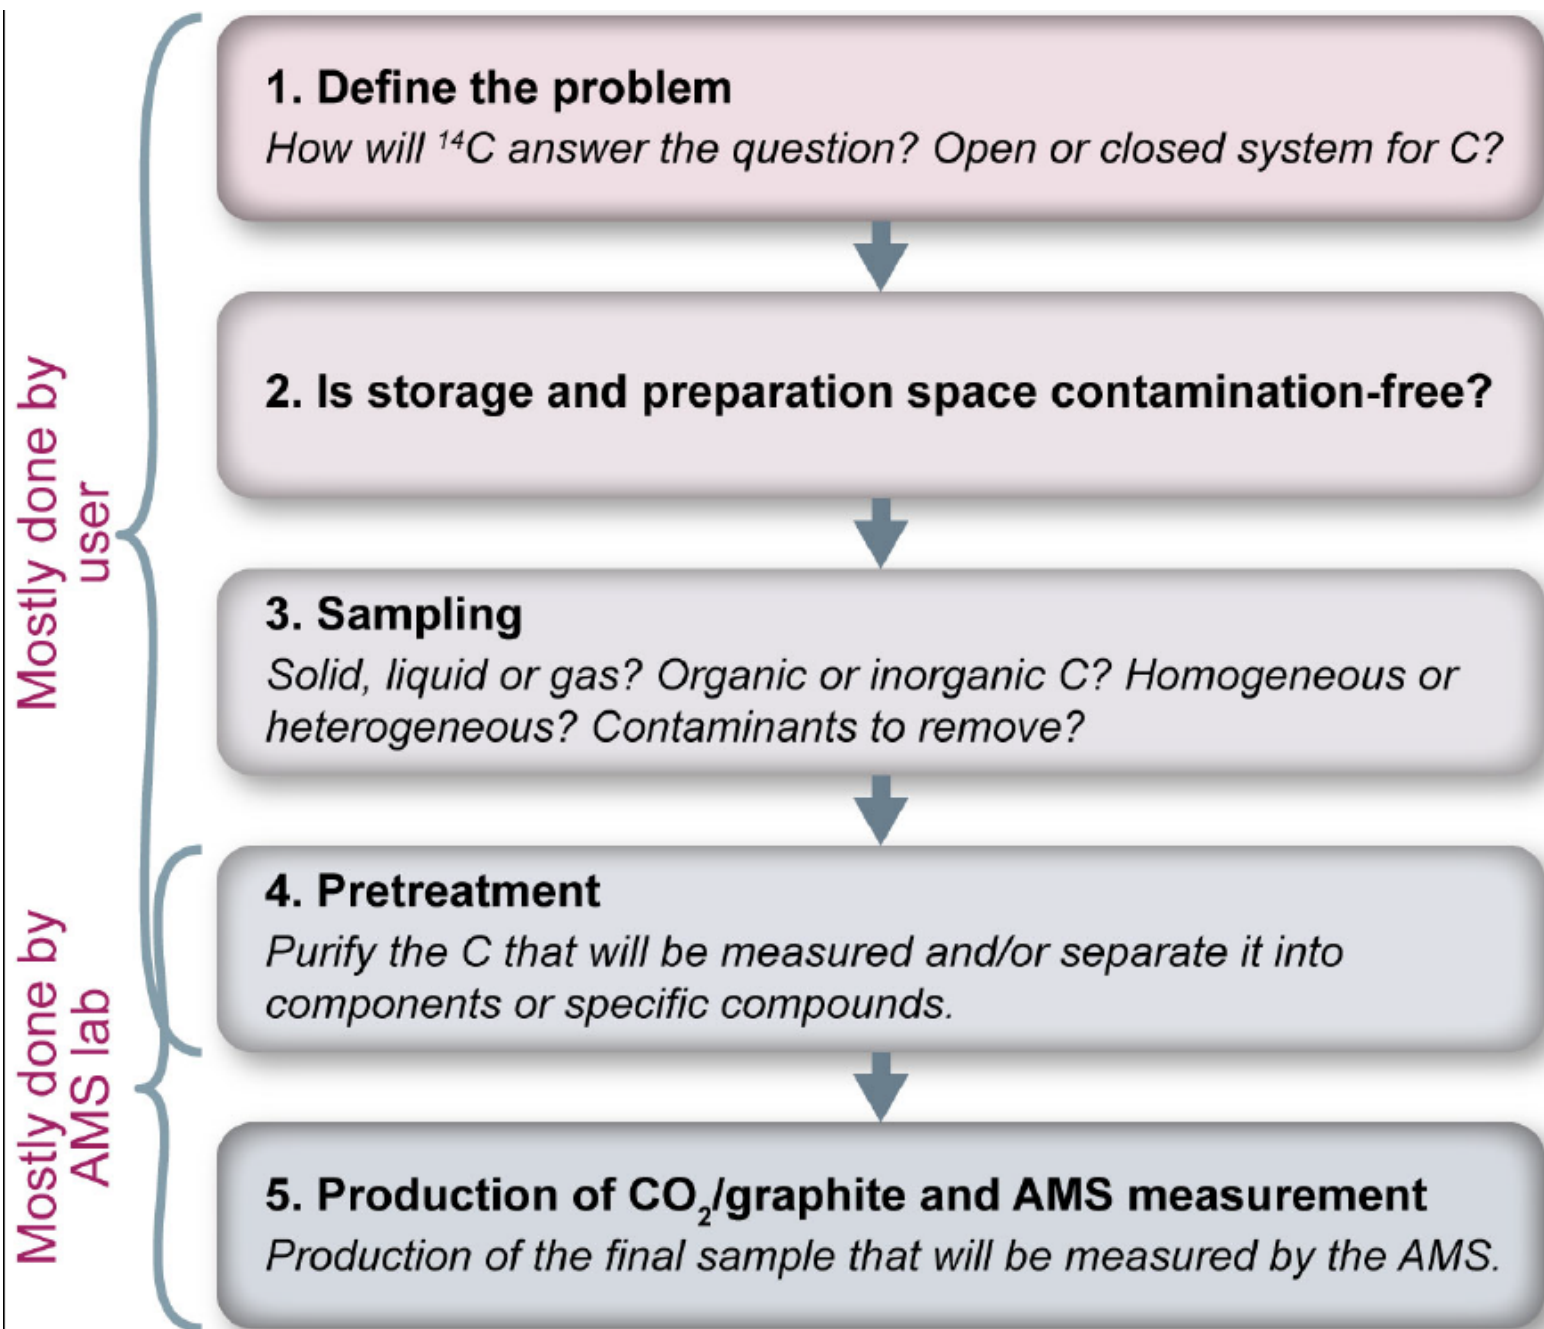 1. Define the problem
How will ¹⁴C answer the question? Open or closed system for C?
2. Is storage and preparation space contamination-free?
3. Sampling
Solid, liquid or gas? Organic or inorganic C? Homogeneous or
heterogeneous? Contaminants to remove?
4. Pretreatment
Purify the C that will be measured and/or separate it into
components or specific compounds.
5. Production of CO₂/graphite and AMS measurement
Production of the final sample that will be measured by the AMS.
Mostly done by
user
Mostly done by
AMS lab